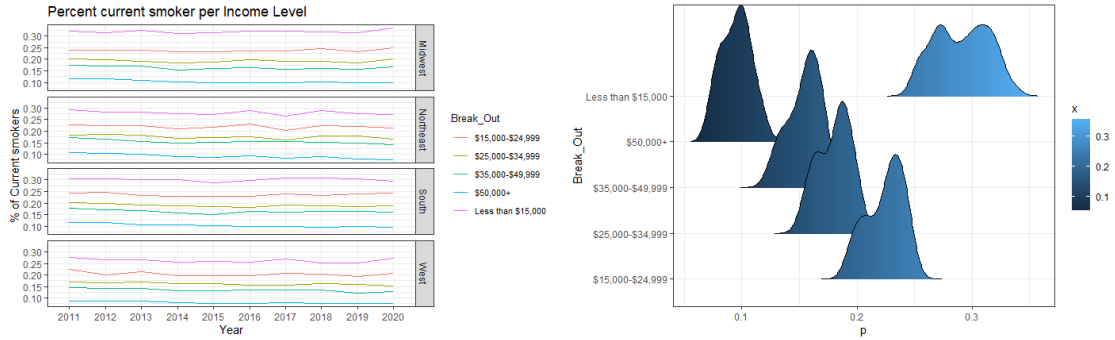 Percent current smoker per Income Level
% of Current smokers
0.30
0.25
0.20
0.15
0.10
Midwest
0.30
0.25
0.20
0.15
0.10
Northeast
0.30
0.25
0.20
0.15
0.10
South
0.30
0.25
0.20
0.15
0.10
West
2011 2012 2013 2014 2015 2016 2017 2018 2019 2020
Year
Break_Out
$15,000-$24,999
$25,000-$34,999
$35,000-$49,999
$50,000+
Less than $15,000
Break_Out
Less than $15,000
$50,000+
$35,000-$49,999
$25,000-$34,999
$15,000-$24,999
0.1 0.2 0.3
p
x
0.3
0.2
0.1